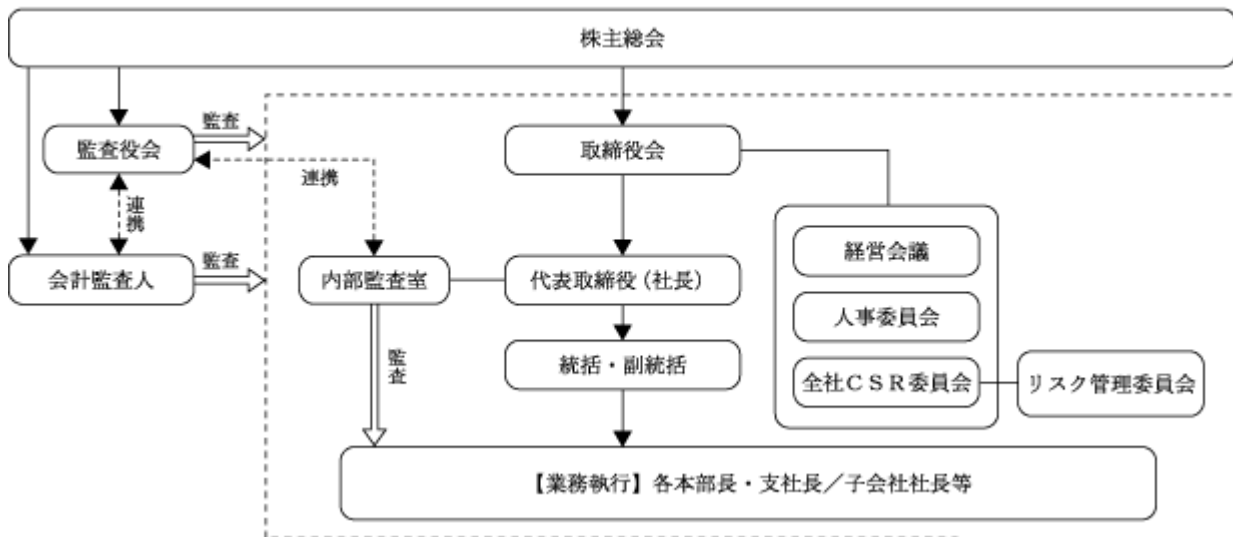 株主総会
監査
監査役会
取締役会
連携
連携
経営会議
会計監査人
監査
内部監査室
代表取締役（社長）
人事委員会
監査
統括・副統括
全社ＣＳＲ委員会
リスク管理委員会
【業務執行】各本部長・支社長／子会社社長等